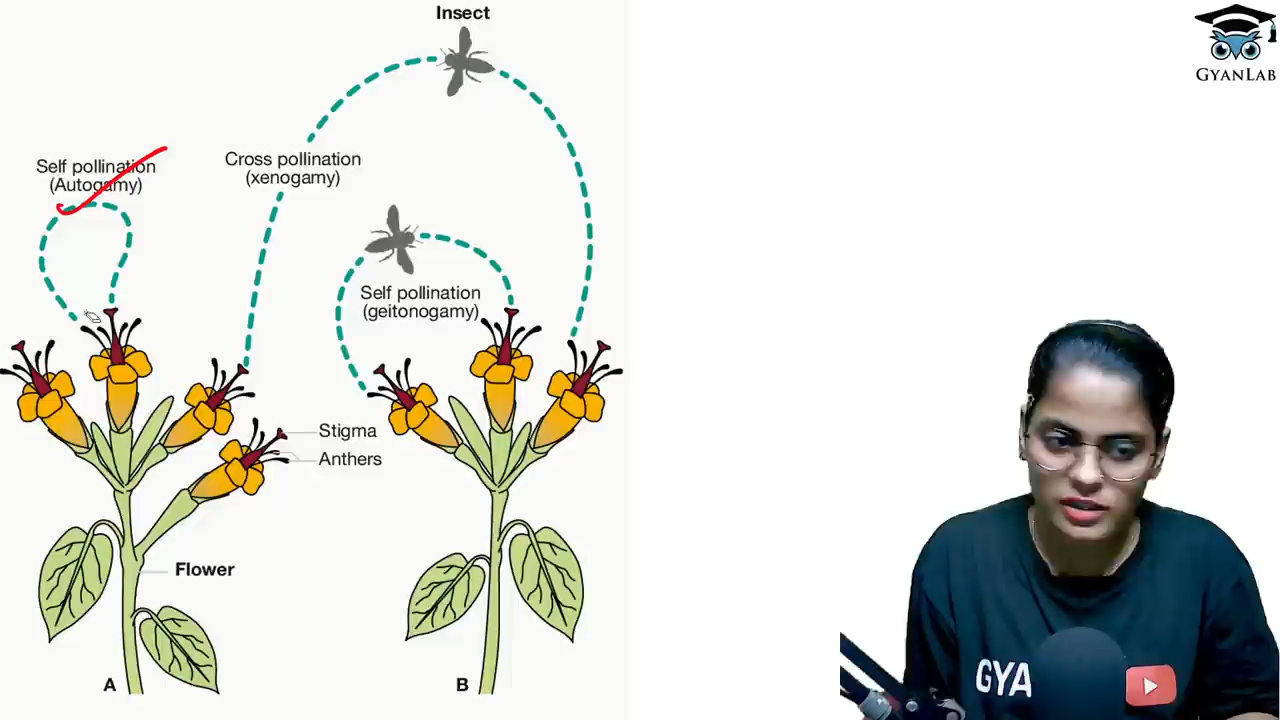 Insect
GYANLAB
Self pollination
(Autogamy)
Cross pollination
(xenogamy)
Self pollination
(geitonogamy)
Stigma
Anthers
Flower
A
B
GYA